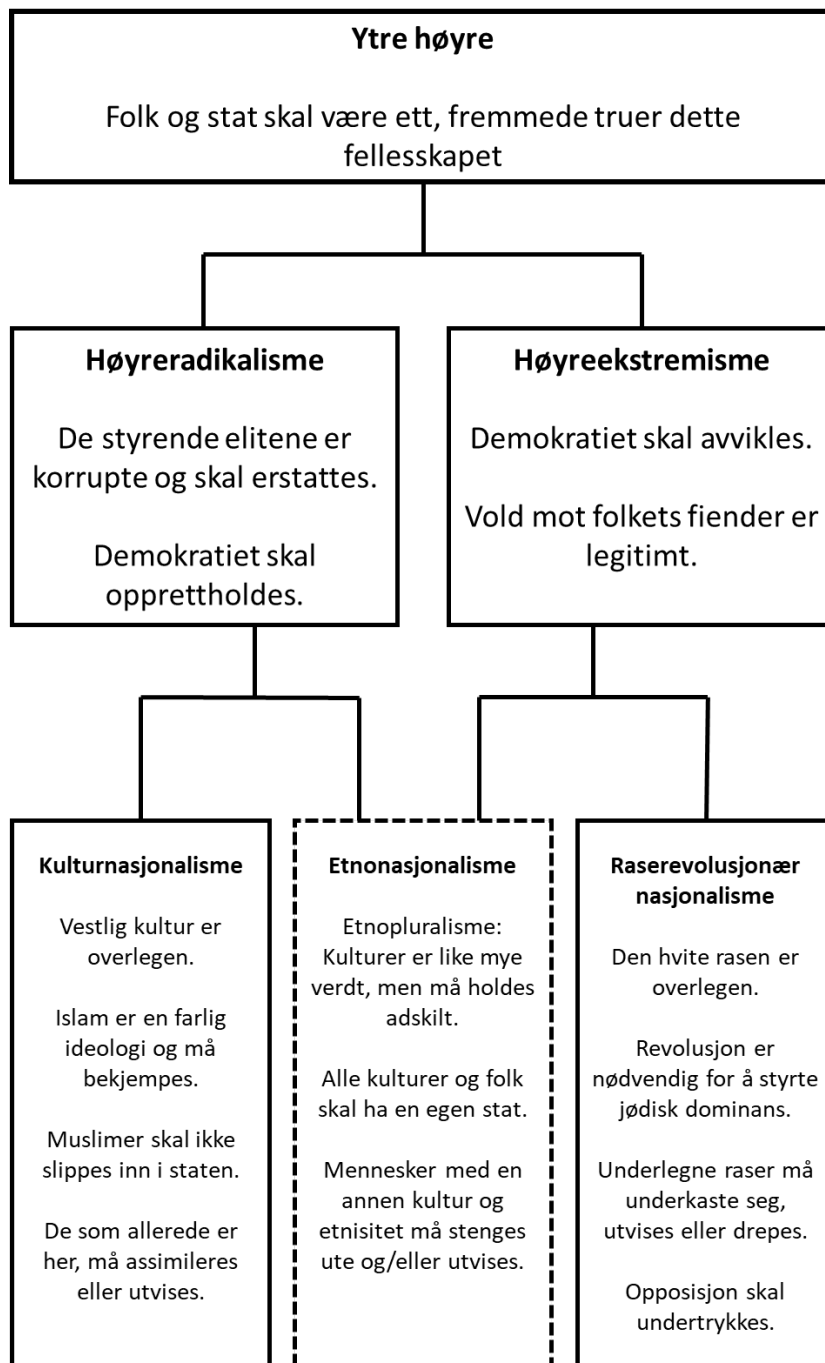 Ytre høyre
Folk og stat skal være ett, fremmede truer dette
fellesskapet
Høyreradikalisme
De styrende elitene er
korrupte og skal erstattes.
Demokratiet skal
opprettholdes.
Høyreekstremisme
Demokratiet skal avvikles.
Vold mot folkets fiender er
legitimt.
Kulturnasjonalisme
Vestlig kultur er
overlegen.
Islam er en farlig
ideologi og må
bekjempes.
Muslimer skal ikke
slippes inn i staten.
De som allerede er
her, må assimileres
eller utvises.
Etnonasjonalisme
Etnopluralisme:
Kulturer er like mye
verdt, men må holdes
adskilt.
Alle kulturer og folk
skal ha en egen stat.
Mennesker med en
annen kultur og
etnisitet må stenges
ute og/eller utvises.
Raserevolusjonær
nasjonalisme
Den hvite rasen er
overlegen.
Revolusjon er
nødvendig for å styrte
jødisk dominans.
Underlegne raser må
underkaste seg,
utvises eller drepes.
Opposisjon skal
undertrykkes.